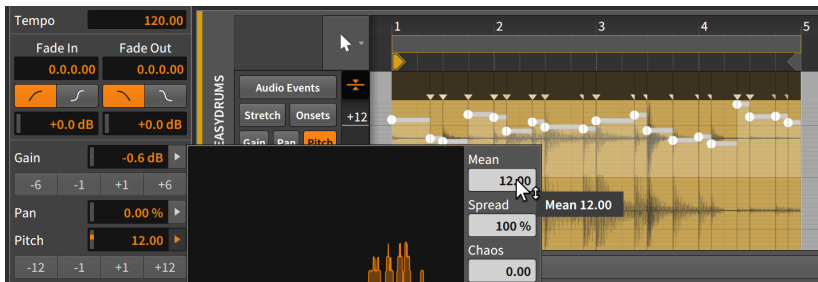 Tempo 120.00
Fade In Fade Out
0.0.0.00 0.0.0.00
+0.0 dB +0.0 dB
Gain -0.6 dB
-6 -1 +1 +6
Pan 0.00 %
Pitch 12.00
-12 -1 +1 +12
EASYDRUMS
1 2 3 4 5
Audio Events
Stretch Onsets +12
Gain Pan Pitch
Mean
12.00
Mean 12.00
Spread
100 %
Chaos
0.00